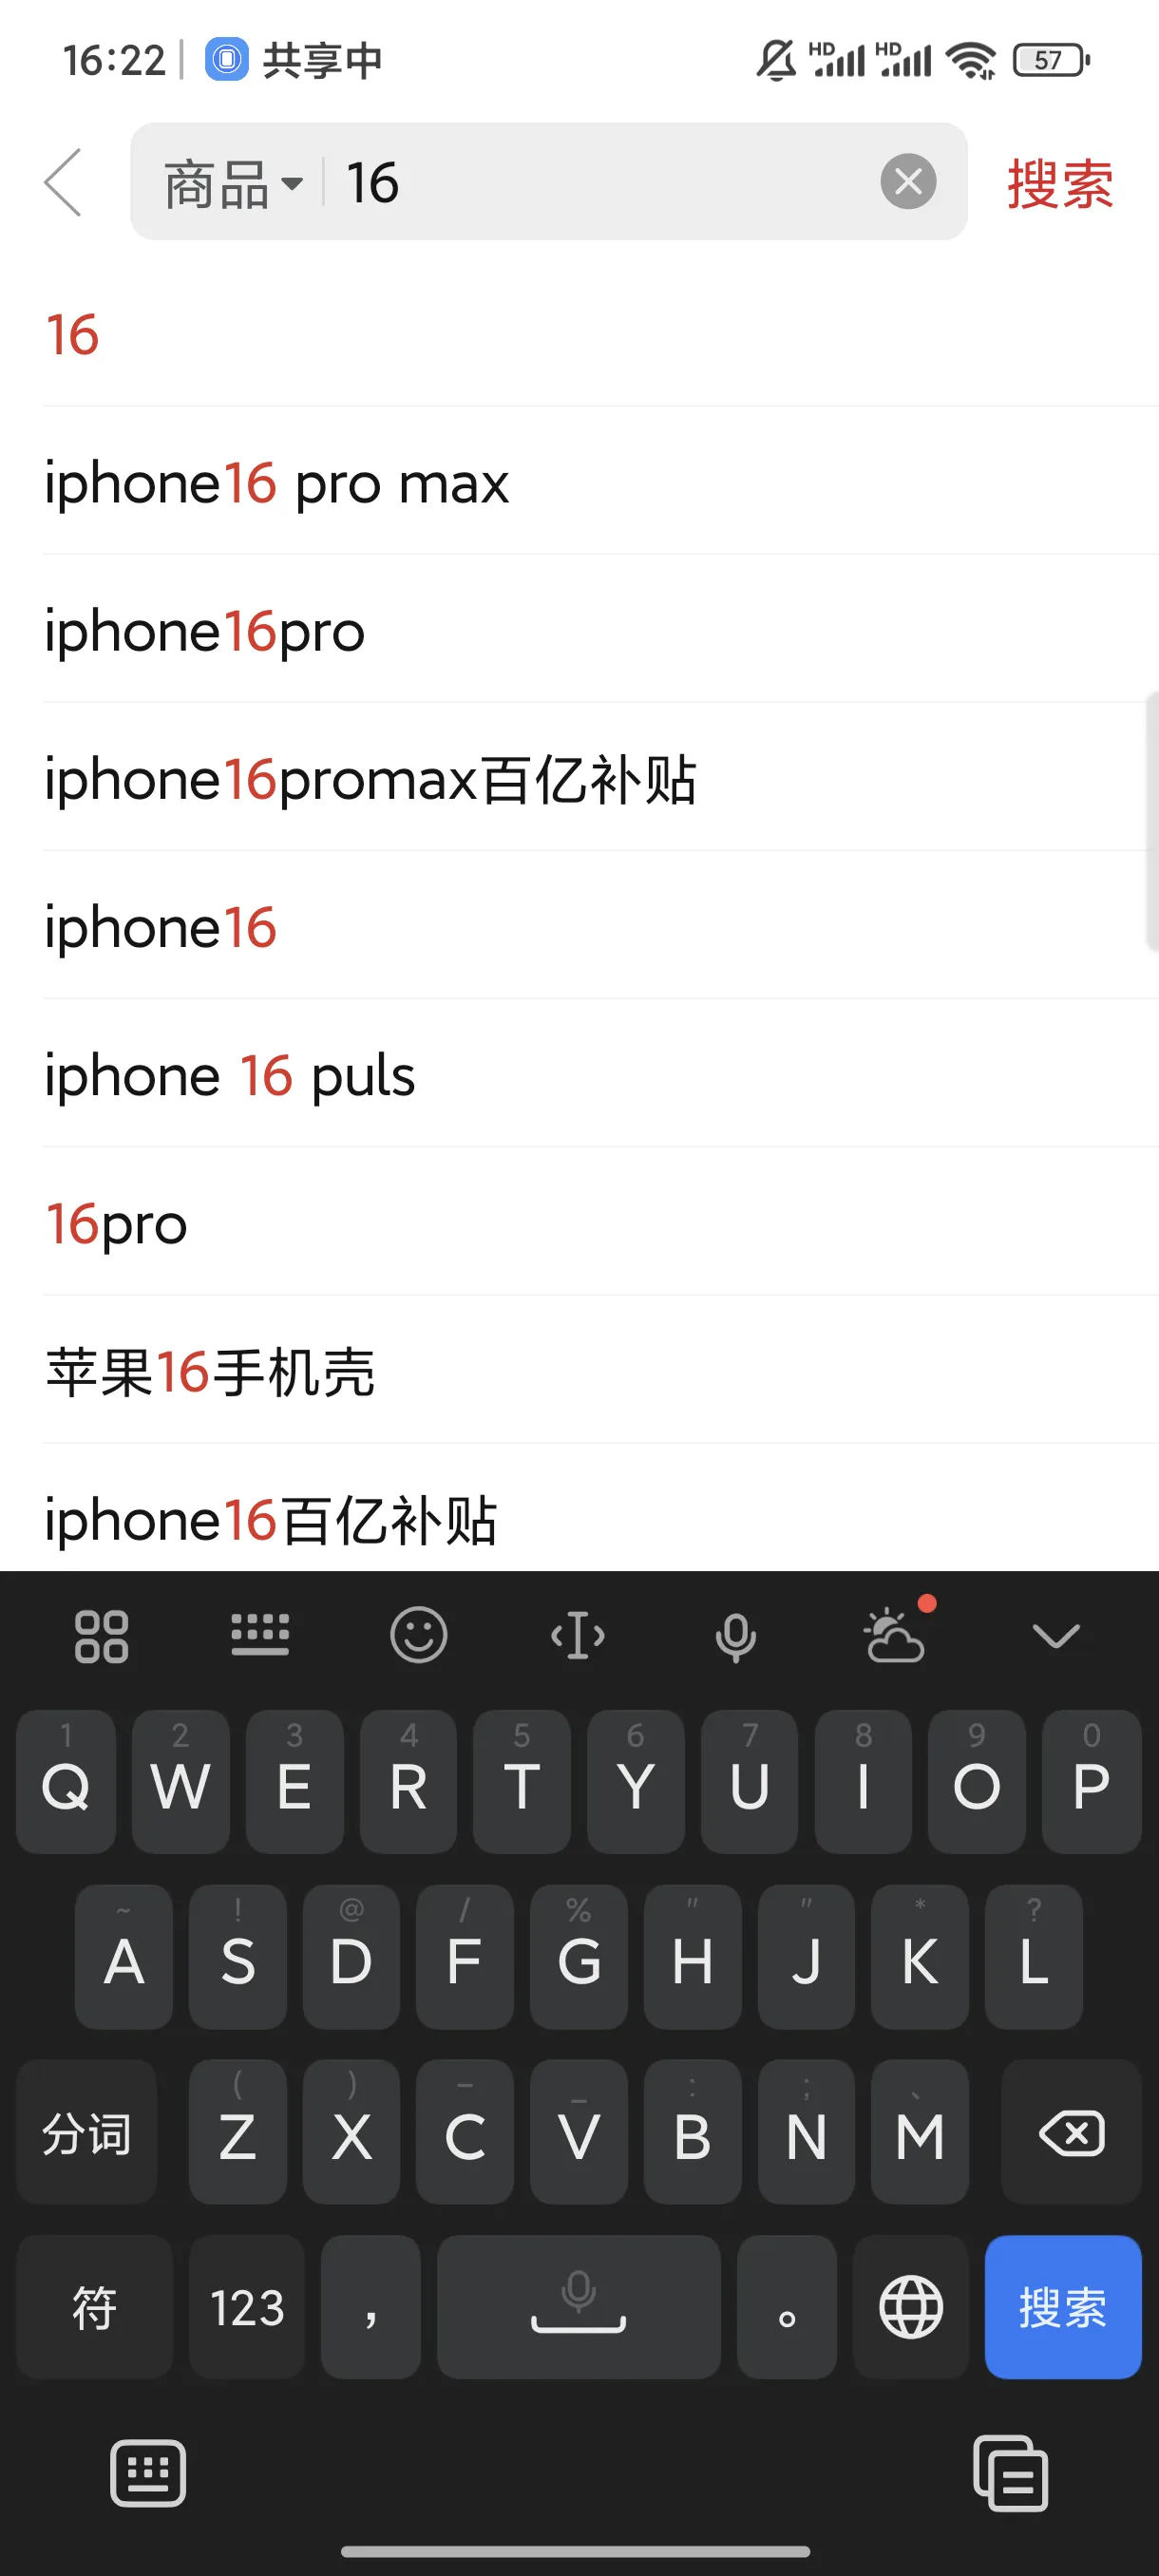 16:22 共享中 HD HD 57
商品 16 搜索
16
iphone16 pro max
iphone16pro
iphone16promax百亿补贴
iphone16
iphone 16 puls
16pro
苹果16手机壳
iphone16百亿补贴
1 2 3 4 5 6 7 8 9 0
Q W E R T Y U I O P
~ ! @ / % " " * ?
A S D F G H J K L
( ) – _ : ; 、
分词 Z X C V B N M
符 123 , 。 搜索